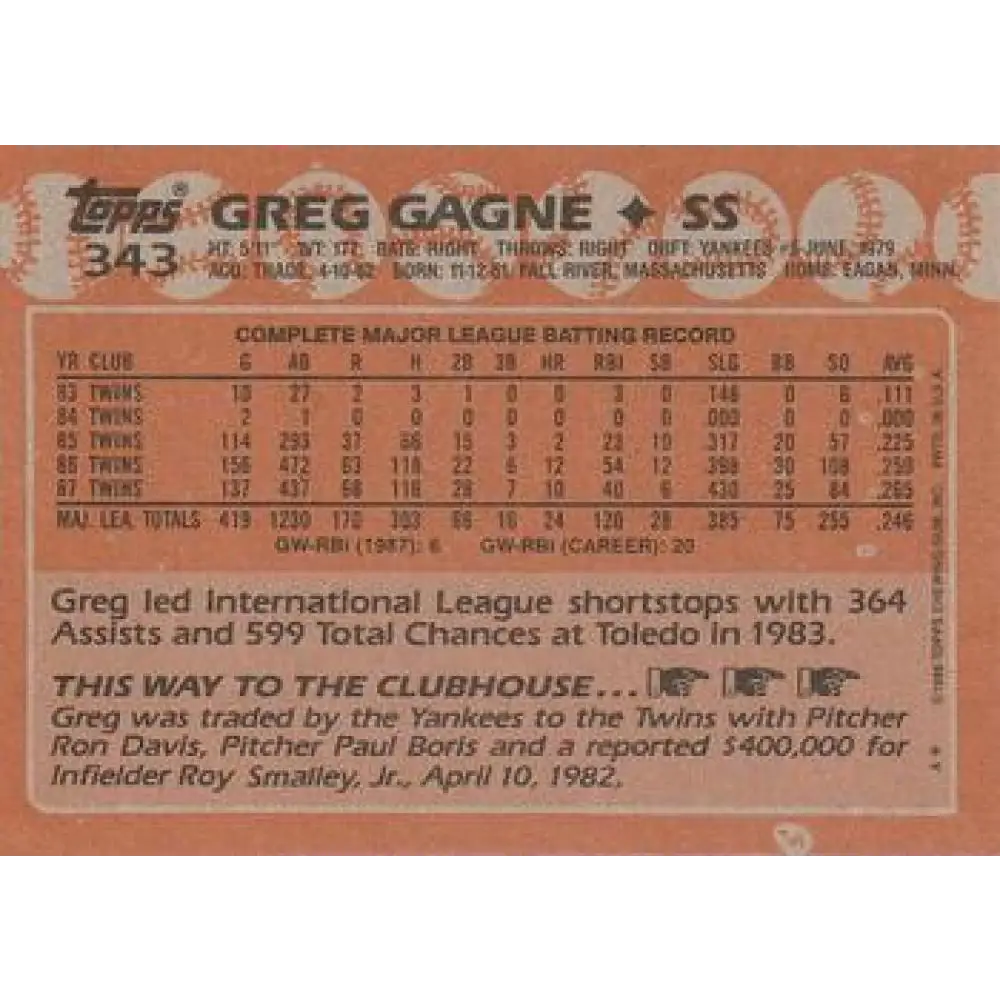 Topps® GREG GAGNE ✦ SS
343 HT: 5'11" WT: 177 BATS: RIGHT THROWS: RIGHT DRFT: YANKEES #5-JUNE, 1979
ACQ: TRADE, 4-10-82 BORN: 11-12-61, FALL RIVER, MASSACHUSETTS HOME: EAGAN, MINN.
COMPLETE MAJOR LEAGUE BATTING RECORD
YR CLUB G AB R H 2B 3B HR RBI SB SLG BB SO AVG
83 TWINS 10 27 2 3 1 0 0 3 0 .148 0 6 .111
84 TWINS 2 1 0 0 0 0 0 0 0 .000 0 0 .000
85 TWINS 114 293 37 66 15 3 2 23 10 .317 20 57 .225
86 TWINS 156 472 63 118 22 6 12 54 12 .398 30 108 .250
87 TWINS 137 437 68 116 28 7 10 40 6 .430 25 84 .265
MAJ. LEA. TOTALS 419 1230 170 303 66 16 24 120 28 .385 75 255 .246
GW-RBI (1987): 6 GW-RBI (CAREER): 20
Greg led International League shortstops with 364
Assists and 599 Total Chances at Toledo in 1983.
THIS WAY TO THE CLUBHOUSE...
Greg was traded by the Yankees to the Twins with Pitcher
Ron Davis, Pitcher Paul Boris and a reported $400,000 for
Infielder Roy Smalley, Jr., April 10, 1982.
© 1988 TOPPS CHEWING GUM, INC. PRTD. IN U.S.A.
A*